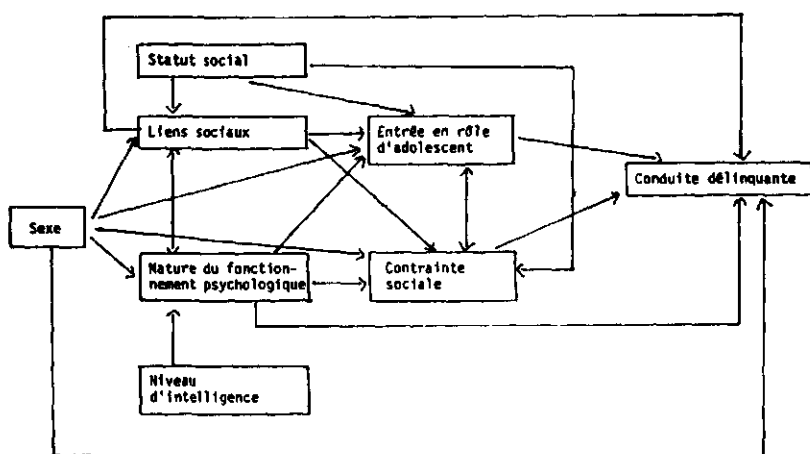 Statut social
Liens sociaux
Entrée en rôle
d'adolescent
Conduite délinquante
Sexe
Nature du fonction-
nement psychologique
Contrainte
sociale
Niveau
d'intelligence